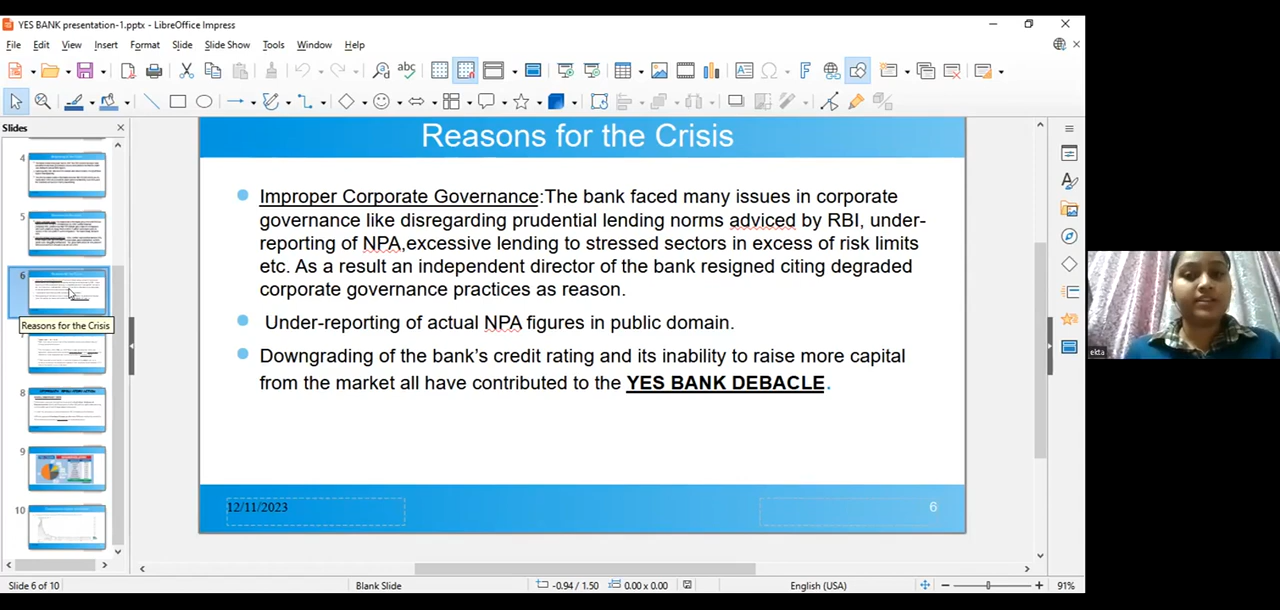 YES BANK presentation-1.pptx - LibreOffice Impress
File Edit View Insert Format Slide Slide Show Tools Window Help
Slides
Reasons for the Crisis
4
Improper Corporate Governance:The bank faced many issues in corporate
governance like disregarding prudential lending norms adviced by RBI, under-
5
reporting of NPA,excessive lending to stressed sectors in excess of risk limits
etc. As a result an independent director of the bank resigned citing degraded
6
corporate governance practices as reason.
Reasons for the Crisis
Under-reporting of actual NPA figures in public domain.
7
Downgrading of the bank's credit rating and its inability to raise more capital
from the market all have contributed to the YES BANK DEBACLE.
ekta
8
9
10
12/11/2023
6
Slide 6 of 10
Blank Slide
-0.94 / 1.50
0.00 x 0.00
English (USA)
91%